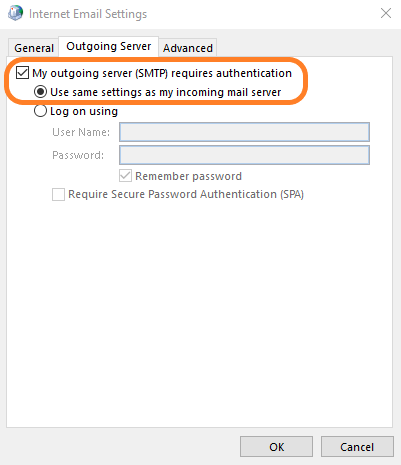 Internet Email Settings
General Outgoing Server Advanced
My outgoing server (SMTP) requires authentication
Use same settings as my incoming mail server
Log on using
User Name:
Password:
Remember password
Require Secure Password Authentication (SPA)
OK Cancel